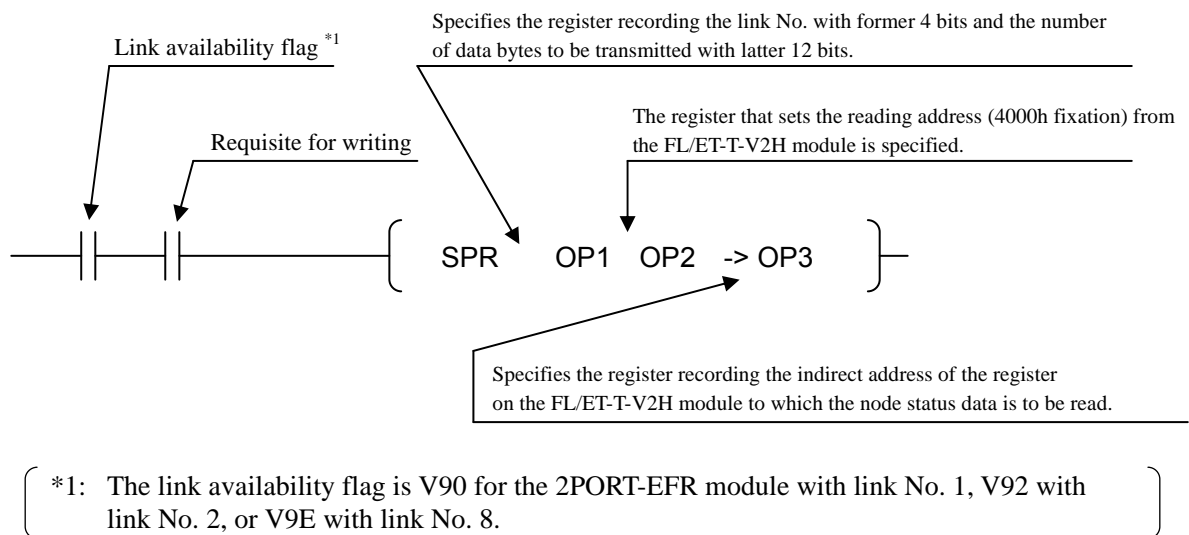 Specifies the register recording the link No. with former 4 bits and the number
of data bytes to be transmitted with latter 12 bits.
Link availability flag *1
The register that sets the reading address (4000h fixation) from
the FL/ET-T-V2H module is specified.
Requisite for writing
SPR OP1 OP2 -> OP3
Specifies the register recording the indirect address of the register
on the FL/ET-T-V2H module to which the node status data is to be read.
*1: The link availability flag is V90 for the 2PORT-EFR module with link No. 1, V92 with
link No. 2, or V9E with link No. 8.